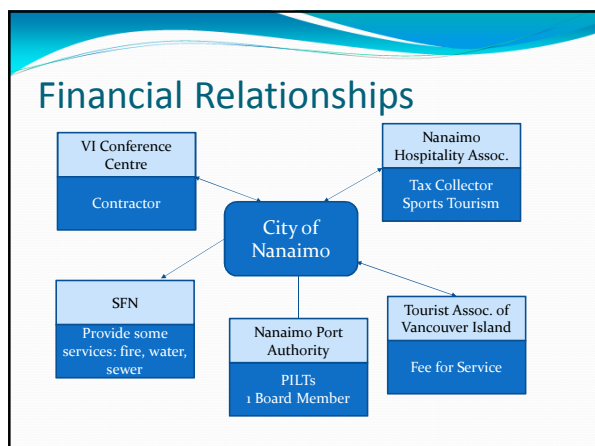 Financial Relationships
VI Conference
Centre
Contractor
Nanaimo
Hospitality Assoc.
Tax Collector
Sports Tourism
City of
Nanaimo
SFN
Provide some
services: fire, water,
sewer
Nanaimo Port
Authority
PILTs
1 Board Member
Tourist Assoc. of
Vancouver Island
Fee for Service